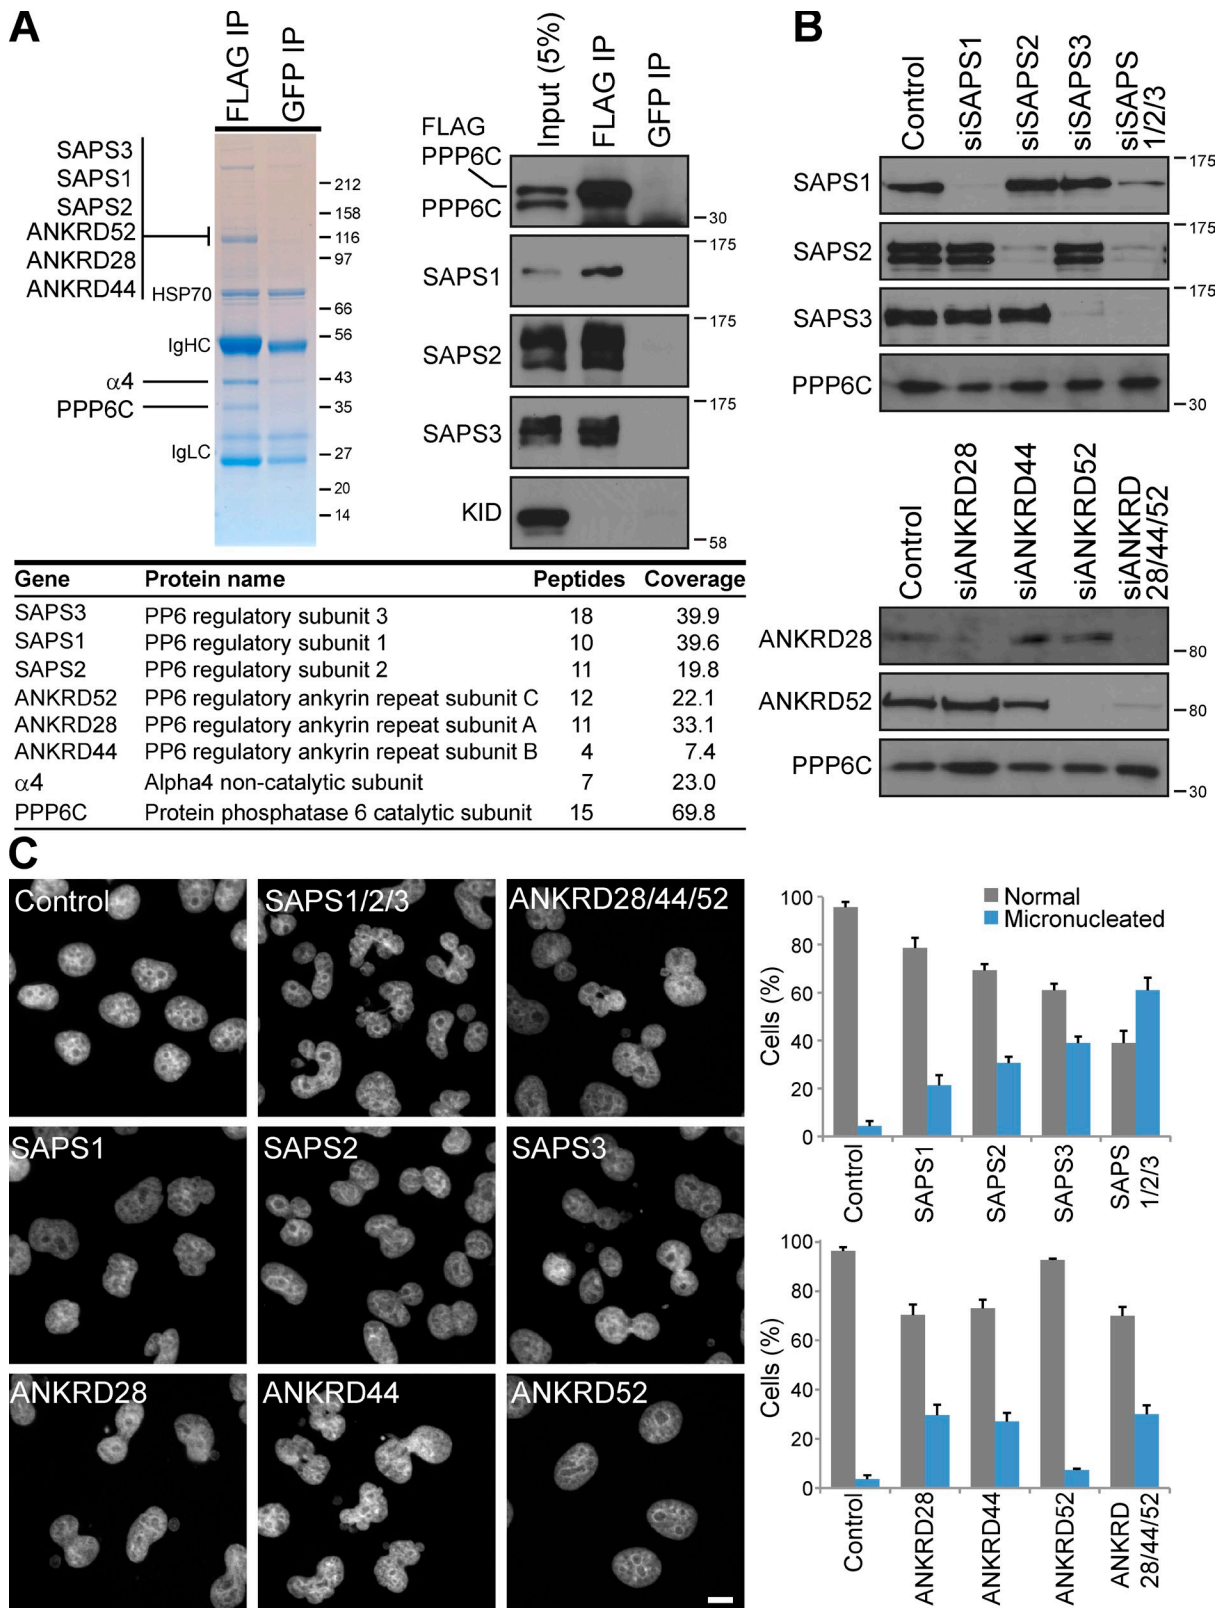 A
FLAG IP
GFP IP
SAPS3
SAPS1
SAPS2
ANKRD52
ANKRD28
ANKRD44
HSP70
IgHC
α4
PPP6C
IgLC
212
158
116
97
66
56
43
35
27
20
14
Input (5%)
FLAG IP
GFP IP
FLAG
PPP6C
PPP6C
30
175
SAPS1
175
SAPS2
175
SAPS3
KID
58
Gene Protein name Peptides Coverage
SAPS3 PP6 regulatory subunit 3 18 39.9
SAPS1 PP6 regulatory subunit 1 10 39.6
SAPS2 PP6 regulatory subunit 2 11 19.8
ANKRD52 PP6 regulatory ankyrin repeat subunit C 12 22.1
ANKRD28 PP6 regulatory ankyrin repeat subunit A 11 33.1
ANKRD44 PP6 regulatory ankyrin repeat subunit B 4 7.4
α4 Alpha4 non-catalytic subunit 7 23.0
PPP6C Protein phosphatase 6 catalytic subunit 15 69.8
B
Control
siSAPS1
siSAPS2
siSAPS3
siSAPS
1/2/3
175
SAPS1
175
SAPS2
175
SAPS3
PPP6C
30
Control
siANKRD28
siANKRD44
siANKRD52
siANKRD
28/44/52
ANKRD28
80
ANKRD52
80
PPP6C
30
C
Control
SAPS1/2/3
ANKRD28/44/52
SAPS1
SAPS2
SAPS3
ANKRD28
ANKRD44
ANKRD52
Normal
Micronucleated
Cells (%)
100
80
60
40
20
0
Control
SAPS1
SAPS2
SAPS3
SAPS
1/2/3
Cells (%)
100
80
60
40
20
0
Control
ANKRD28
ANKRD44
ANKRD52
ANKRD
28/44/52